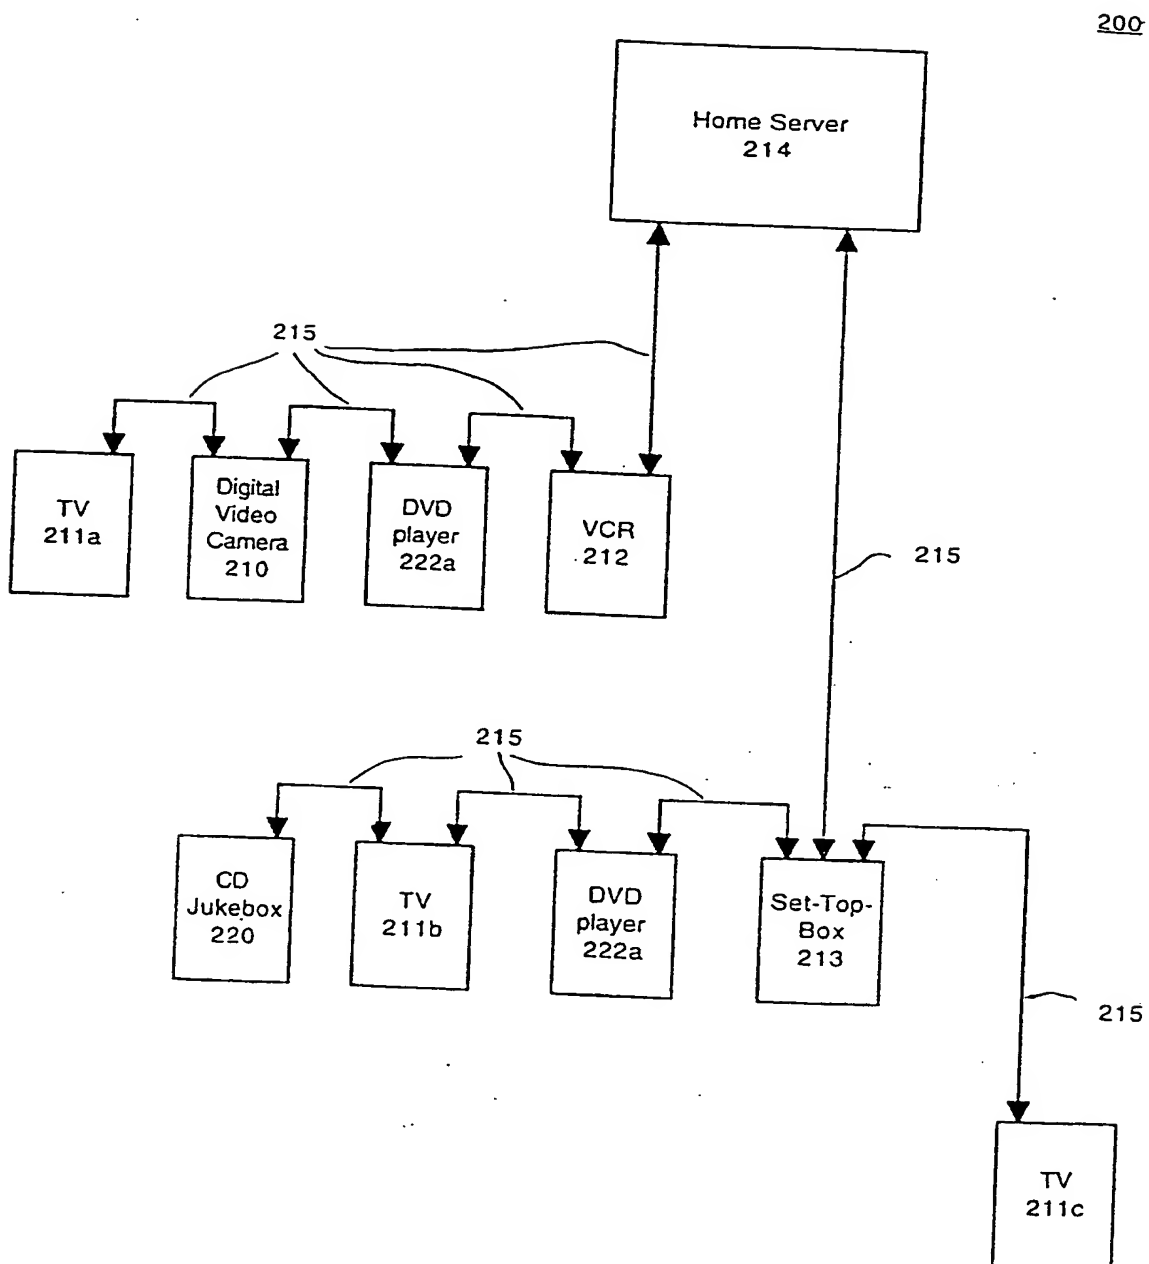 200
Home Server
214
215
TV
211a
Digital
Video
Camera
210
DVD
player
222a
VCR
212
215
215
CD
Jukebox
220
TV
211b
DVD
player
222a
Set-Top-
Box
213
215
TV
211c